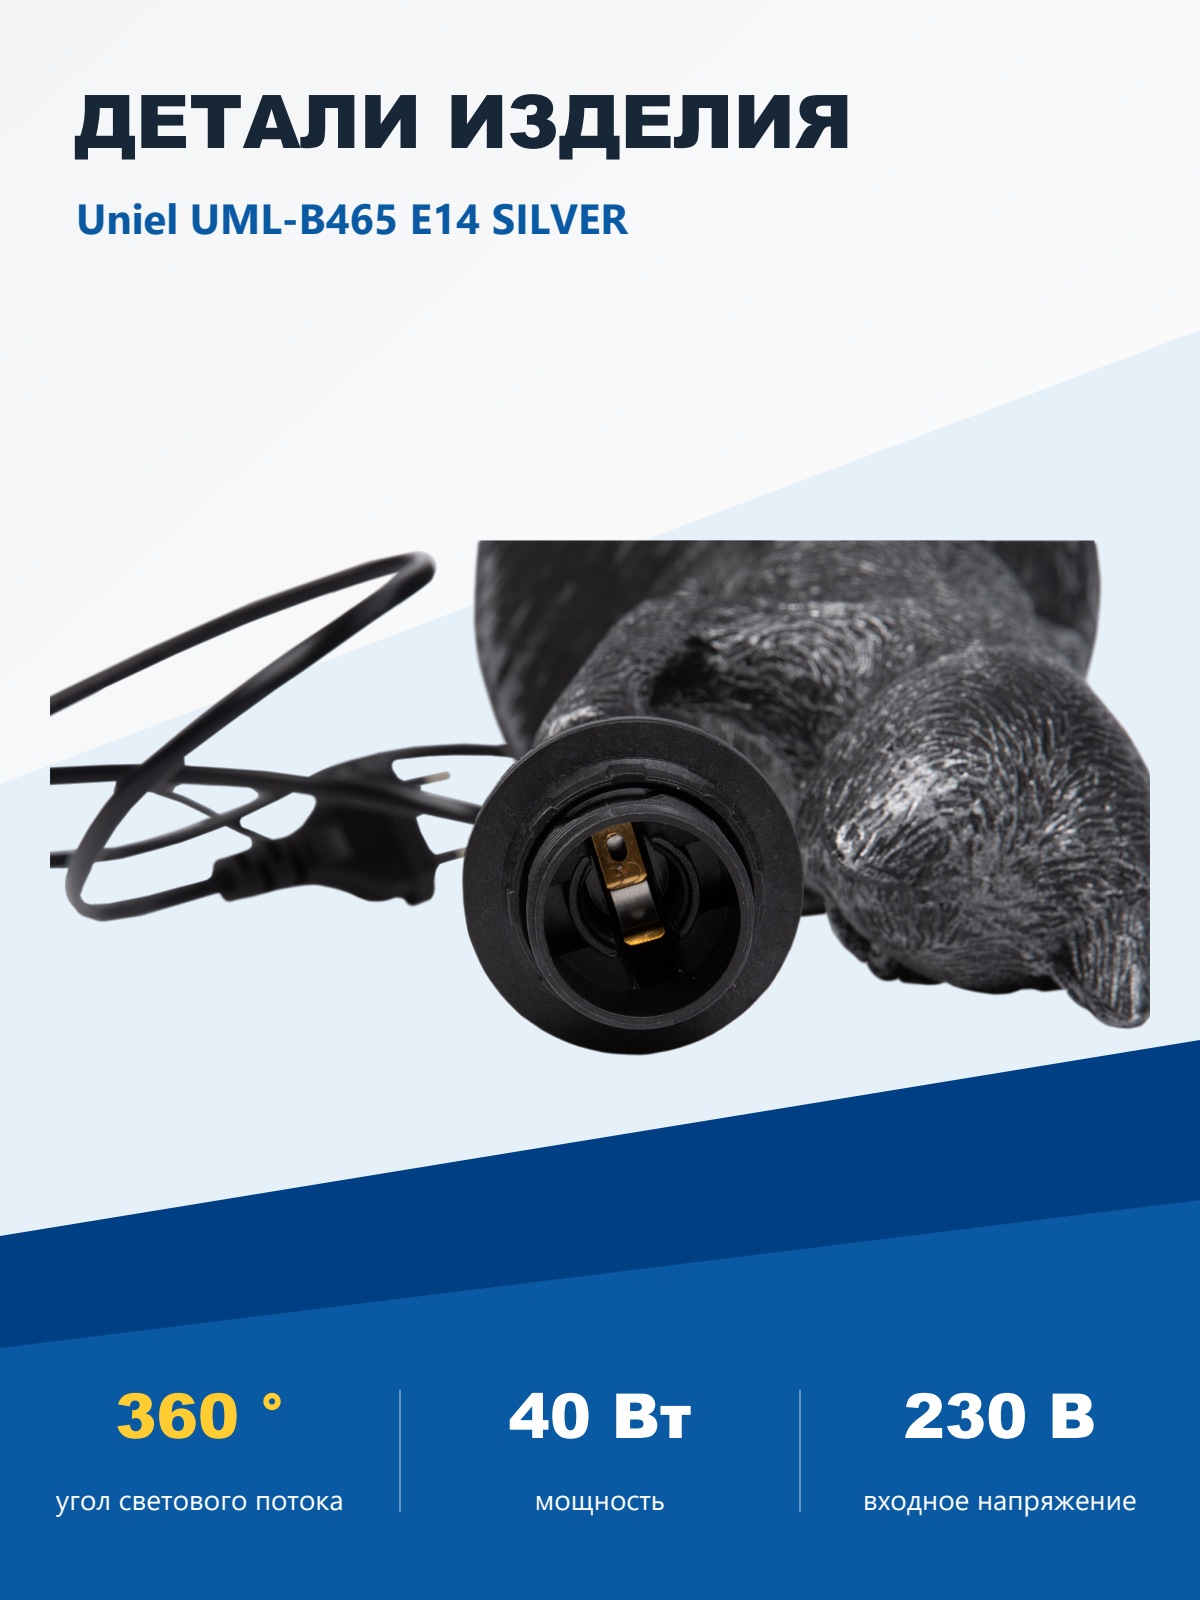 ДЕТАЛИ ИЗДЕЛИЯ
Uniel UML-B465 E14 SILVER
360 °
угол светового потока
40 Вт
мощность
230 В
входное напряжение